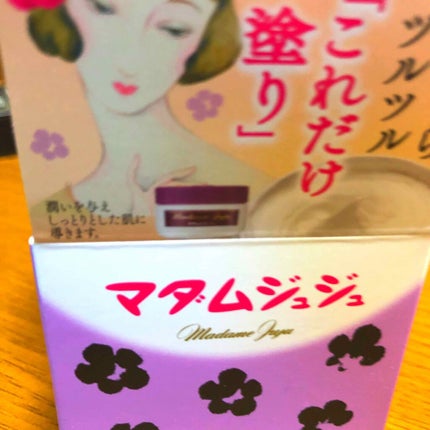 ツルツル
「これだけ
塗り」
潤いを与え
しっとりとした肌に
導きます。
マダムジュジュ
Madame Juju